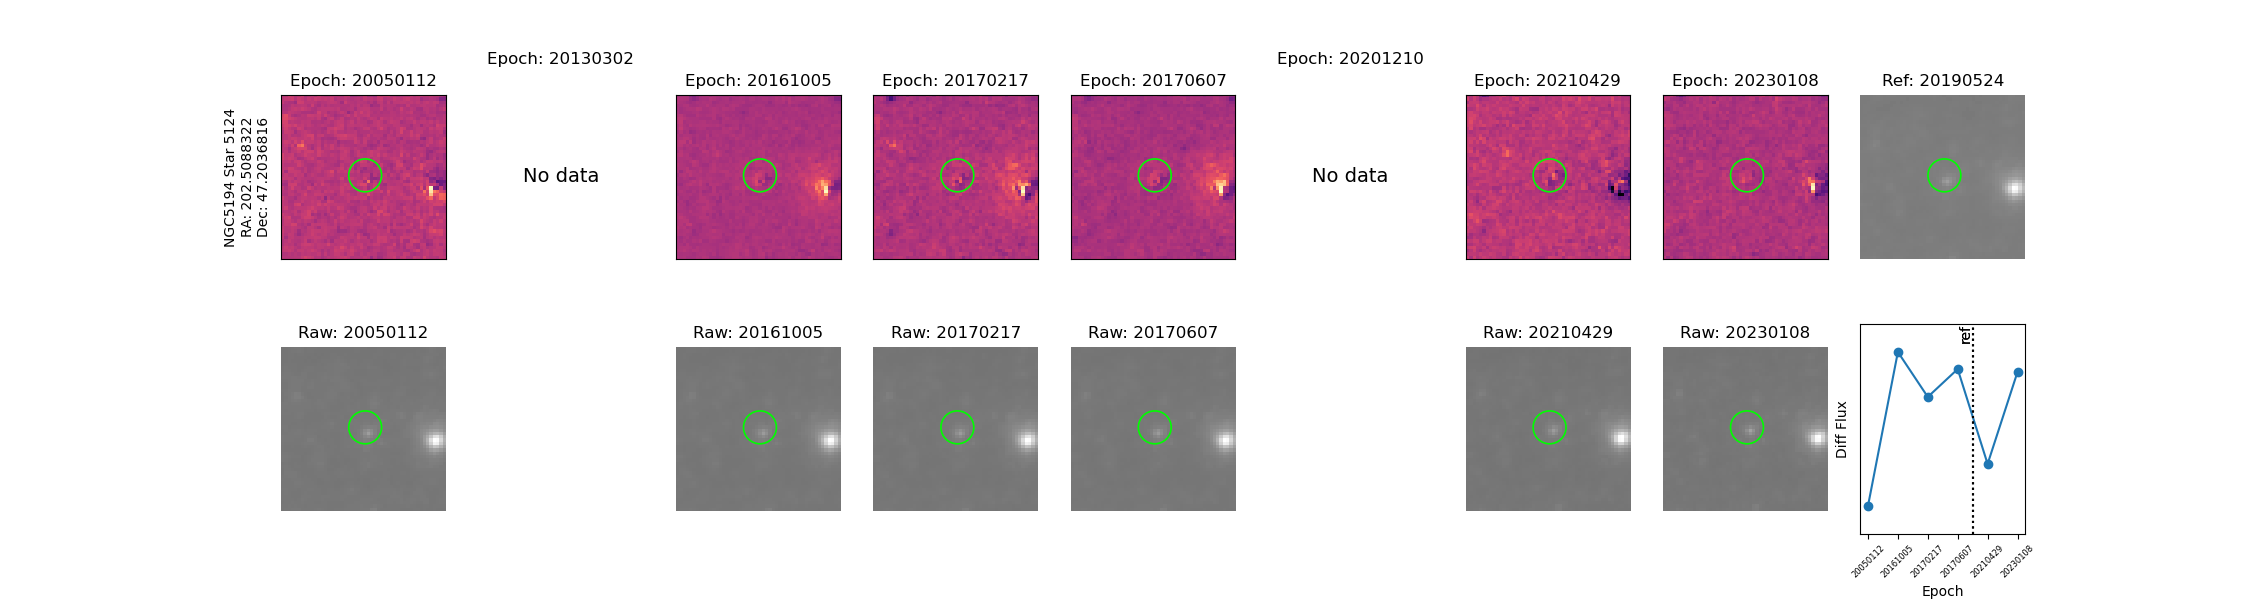 Epoch: 20130302
Epoch: 20201210
Epoch: 20050112
Epoch: 20161005
Epoch: 20170217
Epoch: 20170607
Epoch: 20210429
Epoch: 20230108
Ref: 20190524
NGC5194 Star 5124
RA: 202.5088322
Dec: 47.2036816
No data
No data
Raw: 20050112
Raw: 20161005
Raw: 20170217
Raw: 20170607
Raw: 20210429
Raw: 20230108
ref
Diff Flux
20050112
20161005
20170217
20170607
20210429
20230108
Epoch